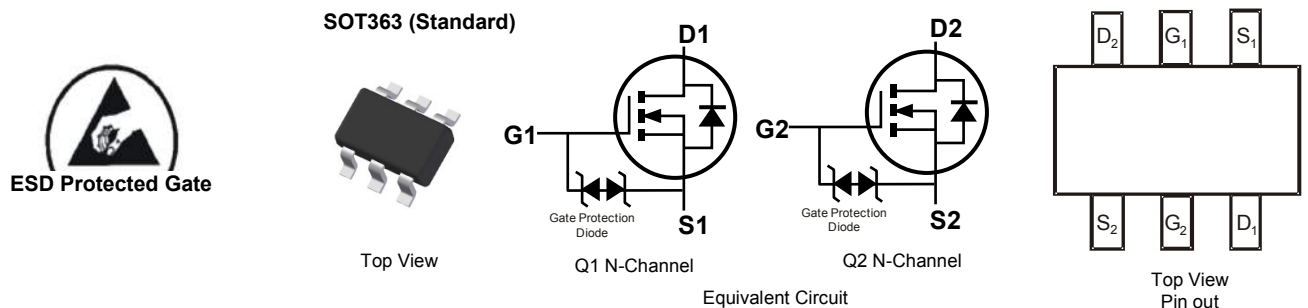 ESD Protected Gate
SOT363 (Standard)
Top View
D1
G1
Gate Protection
Diode
S1
Q1 N-Channel
D2
G2
Gate Protection
Diode
S2
Q2 N-Channel
Equivalent Circuit
D₂ G₁ S₁
S₂ G₂ D₁
Top View
Pin out